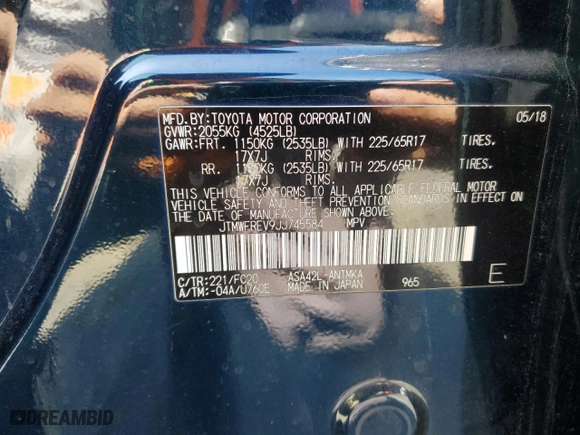 MFD.BY:TOYOTA MOTOR CORPORATION 05/18
GVWR:2055KG (4525LB)
GAWR:FRT. 1150KG (2535LB) WITH 225/65R17 TIRES.
17X7J RIMS.
RR. 1150KG (2535LB) WITH 225/65R17 TIRES.
17X7J RIMS.
THIS VEHICLE CONFORMS TO ALL APPLICABLE FEDERAL MOTOR
VEHICLE SAFETY AND THEFT PREVENTION STANDARDS IN EFFECT ON
THE DATE OF MANUFACTURE SHOWN ABOVE.
JTMWFREV9JJ745584 MPV
C/TR:221/FC20 ASA42L-ANTMKA
A/TM:-04A/U760E MADE IN JAPAN 965 E
DREAMBID